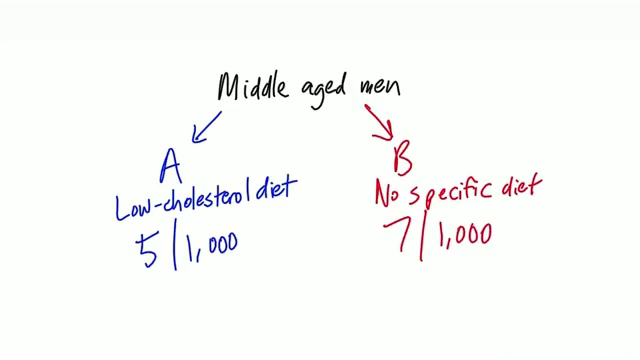 Middle aged men
A
Low-cholesterol diet
5/1,000
B
No specific diet
7/1,000